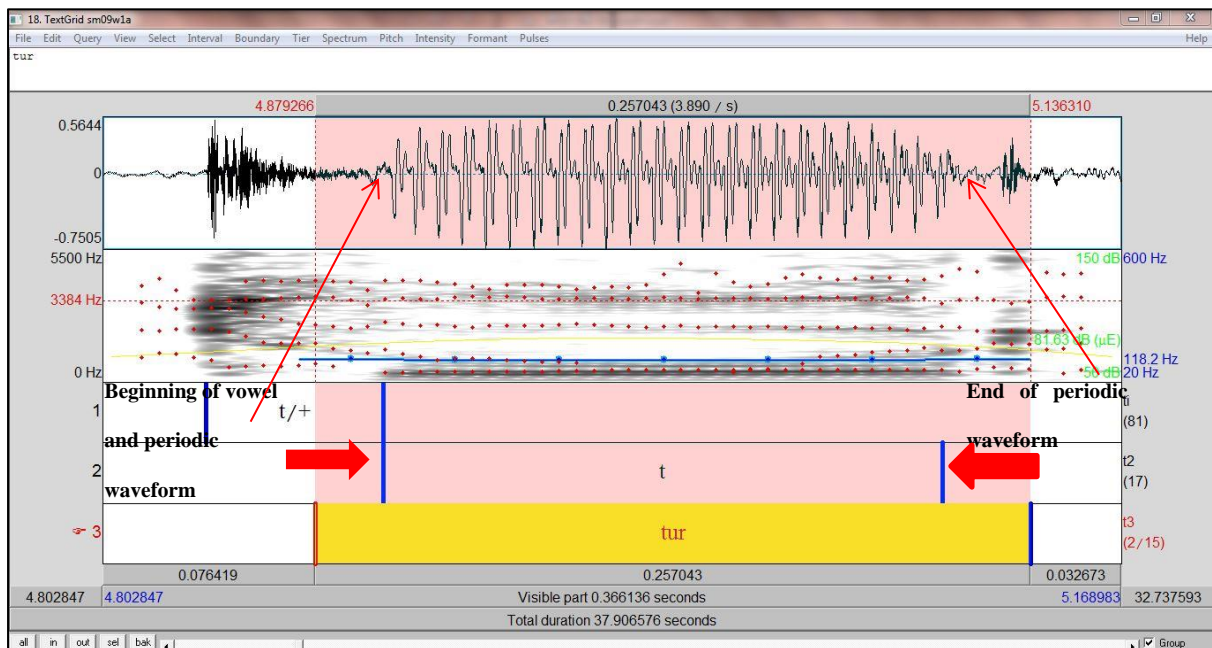 18. TextGrid sm09w1a
File Edit Query View Select Interval Boundary Tier Spectrum Pitch Intensity Formant Pulses Help
tur
4.879266 0.257043 (3.890 / s) 5.136310
0.5644
0
-0.7505
5500 Hz 150 dB 600 Hz
3384 Hz
81.63 dB (µE)
118.2 Hz
0 Hz 50 dB 20 Hz
Beginning of vowel
and periodic
waveform
End of periodic
waveform
1 t/+ (81)
2 t t2
(17)
3 tur t3
(2/15)
0.076419 0.257043 0.032673
4.802847 4.802847 Visible part 0.366136 seconds 5.168983 32.737593
Total duration 37.906576 seconds
all in out sel bak Group